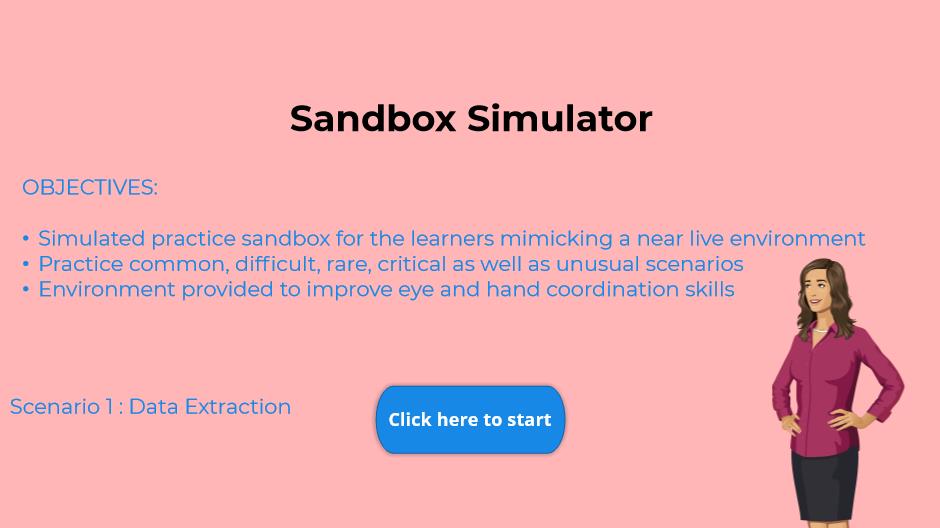 Sandbox Simulator
OBJECTIVES:
• Simulated practice sandbox for the learners mimicking a near live environment
• Practice common, difficult, rare, critical as well as unusual scenarios
• Environment provided to improve eye and hand coordination skills
Scenario 1 : Data Extraction
Click here to start